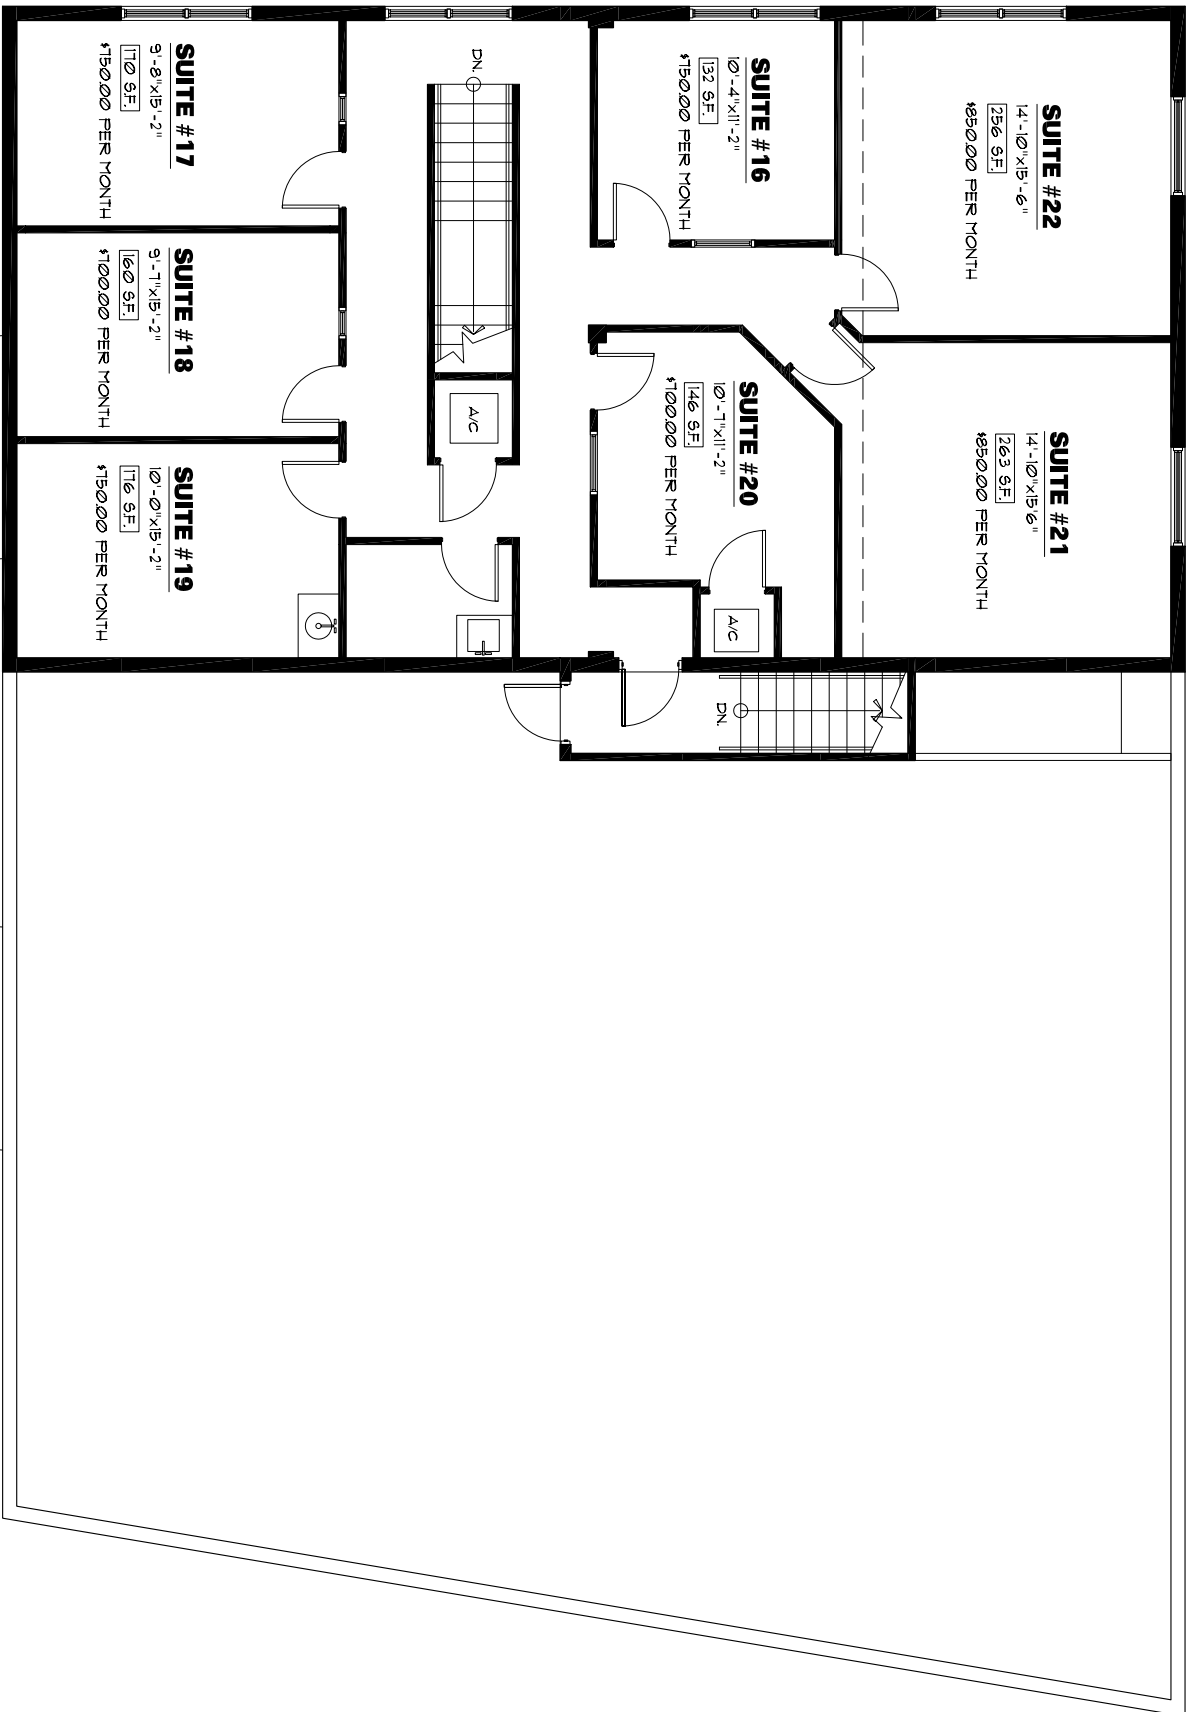 SUITE #22
14'-10"x15'-6"
256 S.F.
$850.00 PER MONTH
SUITE #21
14'-10"x15'6"
263 S.F.
$850.00 PER MONTH
SUITE #16
10'-4"x11'-2"
132 S.F.
$750.00 PER MONTH
SUITE #20
10'-7"x11'-2"
146 S.F.
$700.00 PER MONTH
A/C
DN.
DN.
A/C
SUITE #17
9'-8"x15'-2"
170 S.F.
$750.00 PER MONTH
SUITE #18
9'-7"x15'-2"
160 S.F.
$700.00 PER MONTH
SUITE #19
10'-0"x15'-2"
176 S.F.
$750.00 PER MONTH